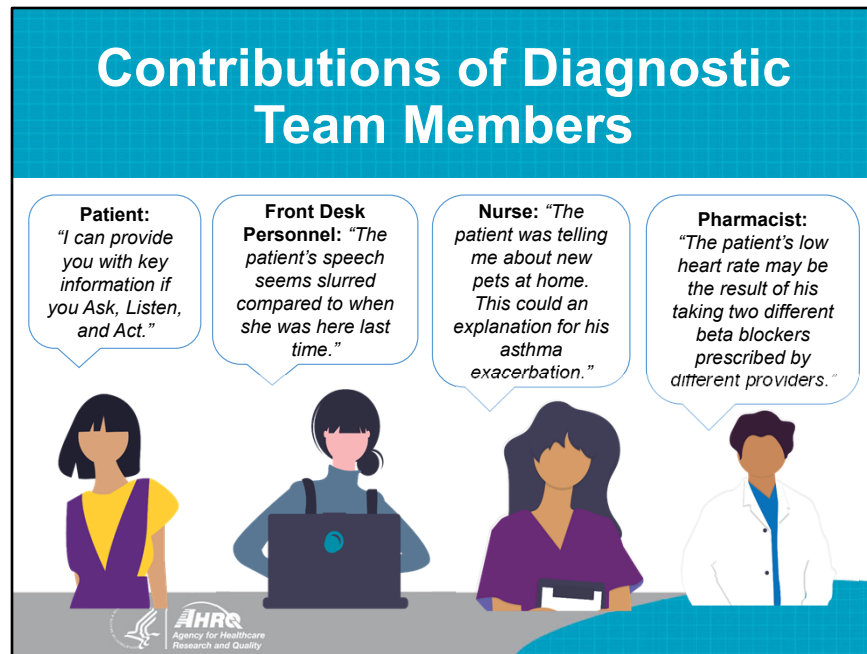 Contributions of Diagnostic
Team Members
Patient:
“I can provide
you with key
information if
you Ask, Listen,
and Act.”
Front Desk
Personnel: “The
patient’s speech
seems slurred
compared to when
she was here last
time.”
Nurse: “The
patient was telling
me about new
pets at home.
This could an
explanation for his
asthma
exacerbation.”
Pharmacist:
“The patient’s low
heart rate may be
the result of his
taking two different
beta blockers
prescribed by
different providers.”
AHRQ
Agency for Healthcare
Research and Quality